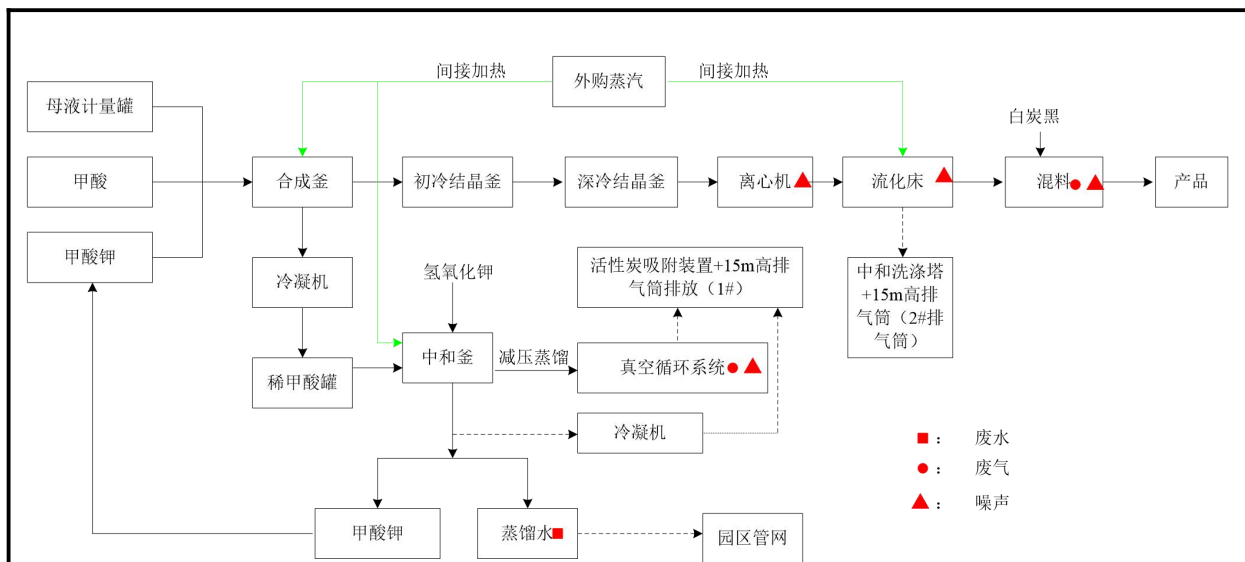 间接加热
外购蒸汽
间接加热
母液计量罐
白炭黑
甲酸
合成釜
初冷结晶釜
深冷结晶釜
离心机
流化床
混料
产品
甲酸钾
冷凝机
氢氧化钾
活性炭吸附装置+15m高排
气筒排放（1#）
中和洗涤塔
+15m高排
气筒（2#排
气筒）
稀甲酸罐
中和釜
减压蒸馏
真空循环系统
冷凝机
： 废水
： 废气
： 噪声
甲酸钾
蒸馏水
园区管网